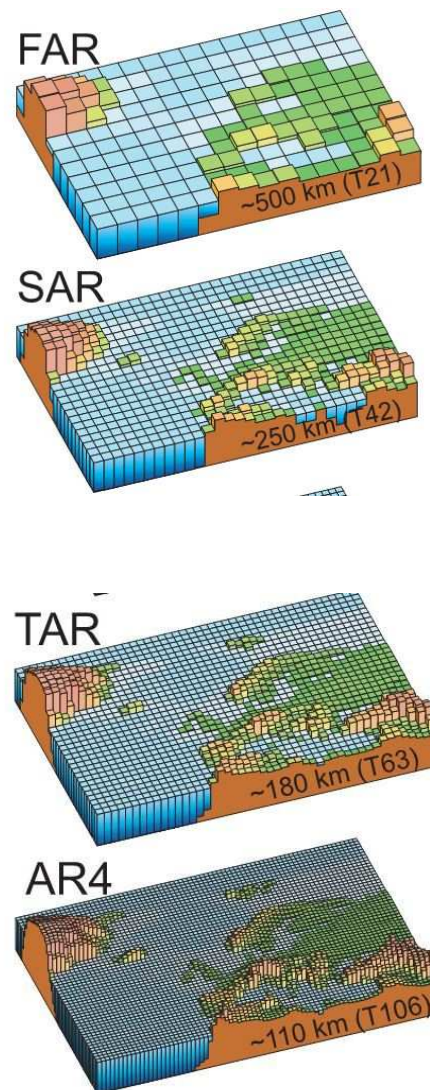 FAR
~500 km (T21)
SAR
~250 km (T42)
TAR
~180 km (T63)
AR4
~110 km (T106)